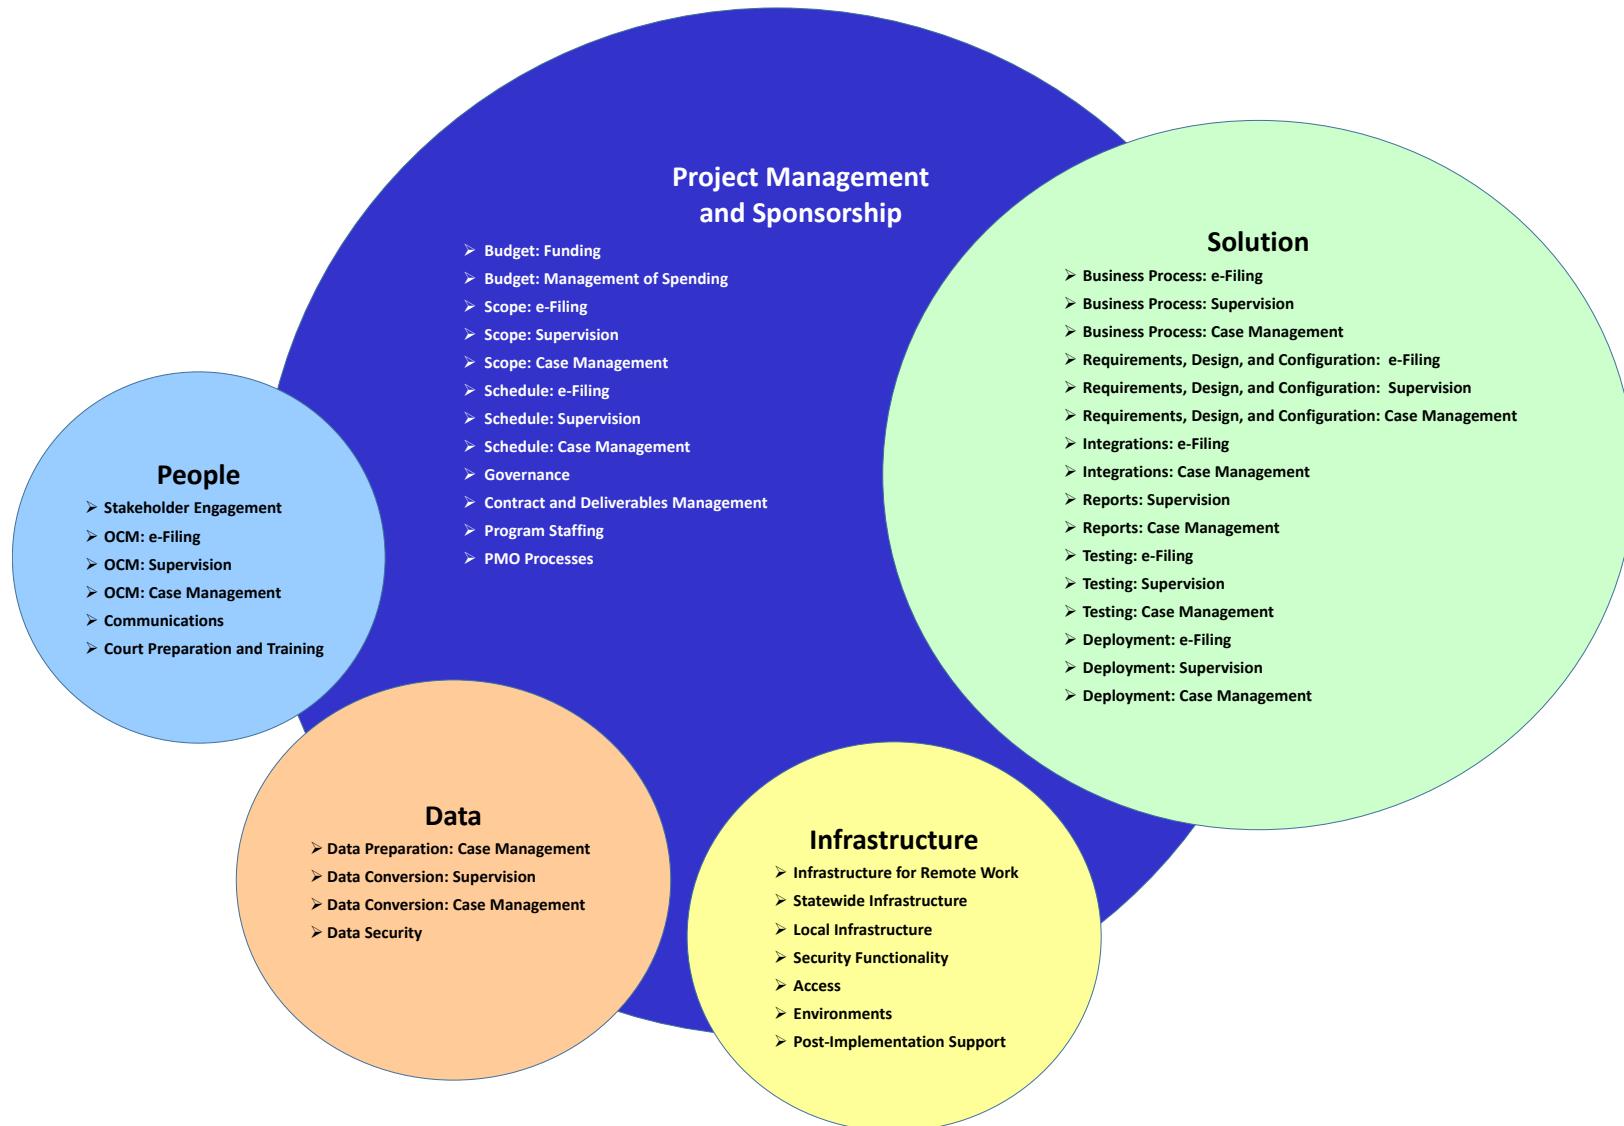 Project Management
and Sponsorship
➢ Budget: Funding
➢ Budget: Management of Spending
➢ Scope: e-Filing
➢ Scope: Supervision
➢ Scope: Case Management
➢ Schedule: e-Filing
➢ Schedule: Supervision
➢ Schedule: Case Management
➢ Governance
➢ Contract and Deliverables Management
➢ Program Staffing
➢ PMO Processes
Solution
➢ Business Process: e-Filing
➢ Business Process: Supervision
➢ Business Process: Case Management
➢ Requirements, Design, and Configuration: e-Filing
➢ Requirements, Design, and Configuration: Supervision
➢ Requirements, Design, and Configuration: Case Management
➢ Integrations: e-Filing
➢ Integrations: Case Management
➢ Reports: Supervision
➢ Reports: Case Management
➢ Testing: e-Filing
➢ Testing: Supervision
➢ Testing: Case Management
➢ Deployment: e-Filing
➢ Deployment: Supervision
➢ Deployment: Case Management
People
➢ Stakeholder Engagement
➢ OCM: e-Filing
➢ OCM: Supervision
➢ OCM: Case Management
➢ Communications
➢ Court Preparation and Training
Data
➢ Data Preparation: Case Management
➢ Data Conversion: Supervision
➢ Data Conversion: Case Management
➢ Data Security
Infrastructure
➢ Infrastructure for Remote Work
➢ Statewide Infrastructure
➢ Local Infrastructure
➢ Security Functionality
➢ Access
➢ Environments
➢ Post-Implementation Support